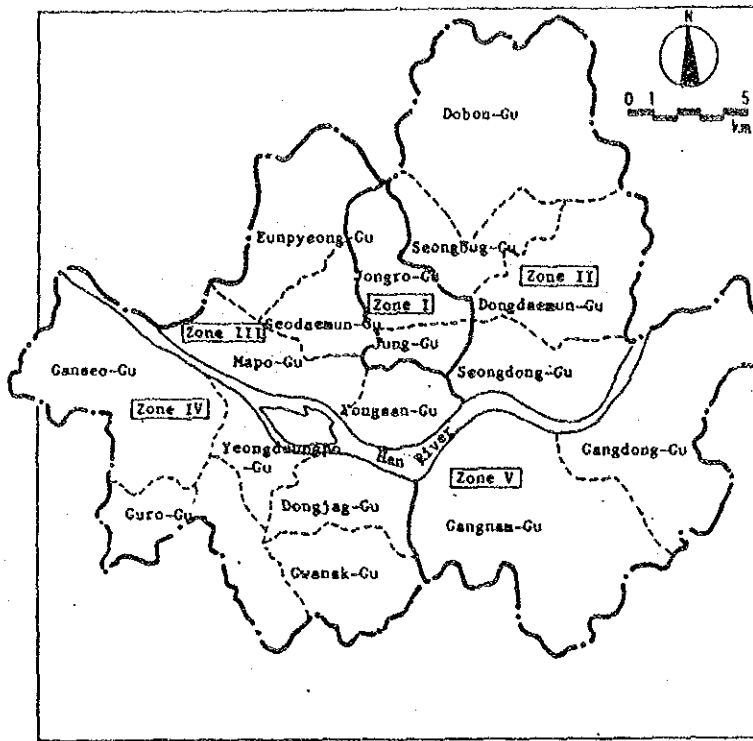 N
0 1 5
km
Dobon-Gu
Eunpyeong-Gu
Seongbug-Gu
Jongro-Gu
Zone II
Zone I
Dongdaemun-Gu
Zone III
Seodaemun-Gu
Jung-Gu
Mapo-Gu
Seongdong-Gu
Ganseo-Gu
Zone IV
Yongsan-Gu
Yeongdeungpo
-Gu
Han River
Gangdong-Gu
Zone V
Dongjag-Gu
Guro-Gu
Gangnam-Gu
Gwanak-Gu